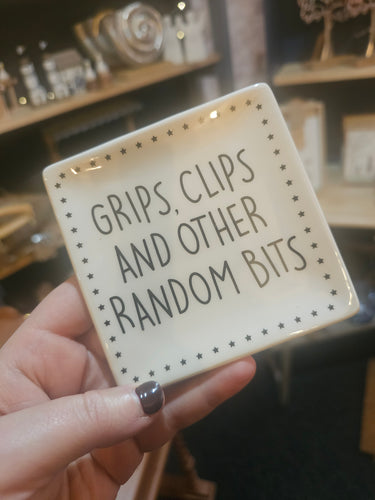 GRIPS, CLIPS
AND OTHER
RANDOM BITS